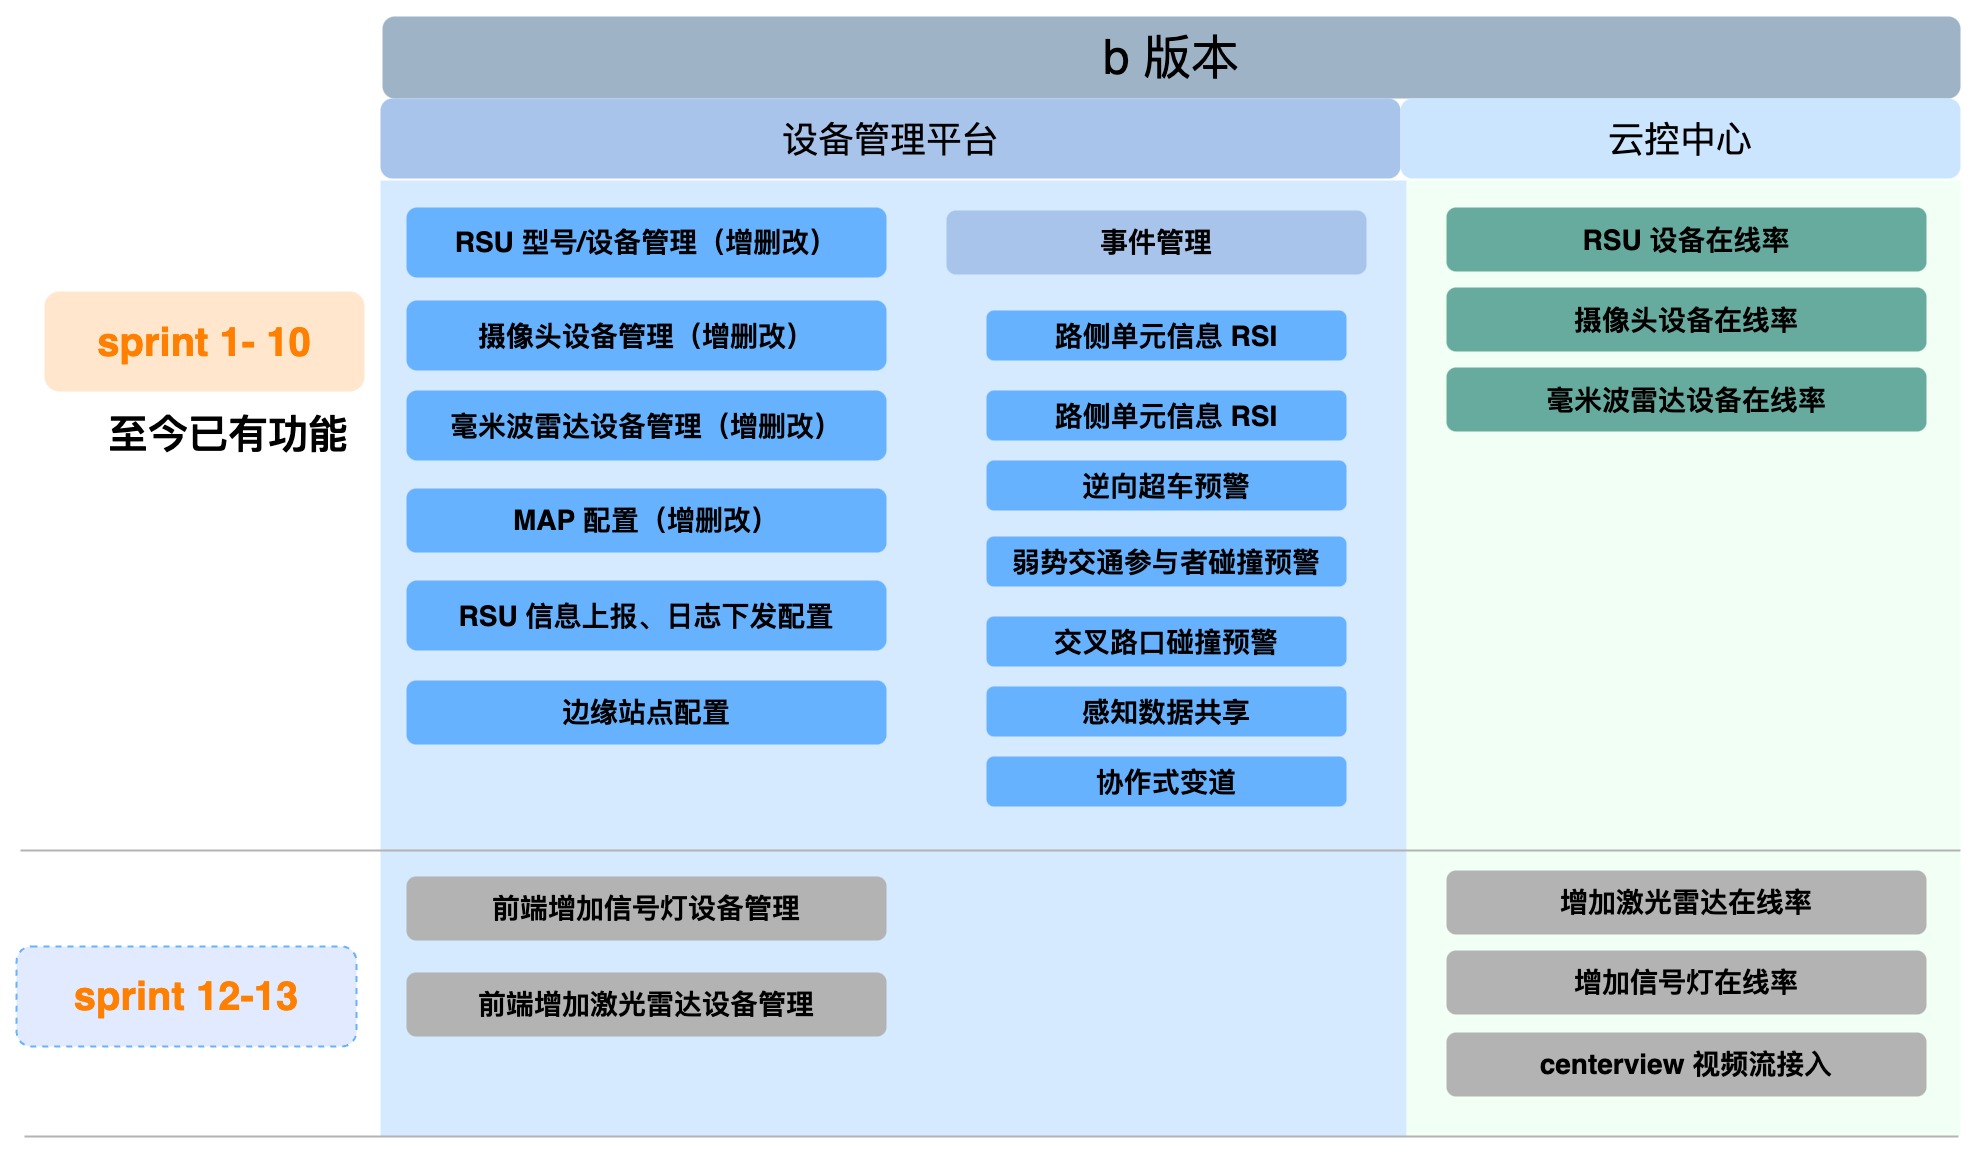 b 版本
设备管理平台
云控中心
sprint 1- 10
至今已有功能
RSU 型号/设备管理（增删改）
摄像头设备管理（增删改）
毫米波雷达设备管理（增删改）
MAP 配置（增删改）
RSU 信息上报、日志下发配置
边缘站点配置
事件管理
路侧单元信息 RSI
路侧单元信息 RSI
逆向超车预警
弱势交通参与者碰撞预警
交叉路口碰撞预警
感知数据共享
协作式变道
RSU 设备在线率
摄像头设备在线率
毫米波雷达设备在线率
sprint 12-13
前端增加信号灯设备管理
前端增加激光雷达设备管理
增加激光雷达在线率
增加信号灯在线率
centerview 视频流接入